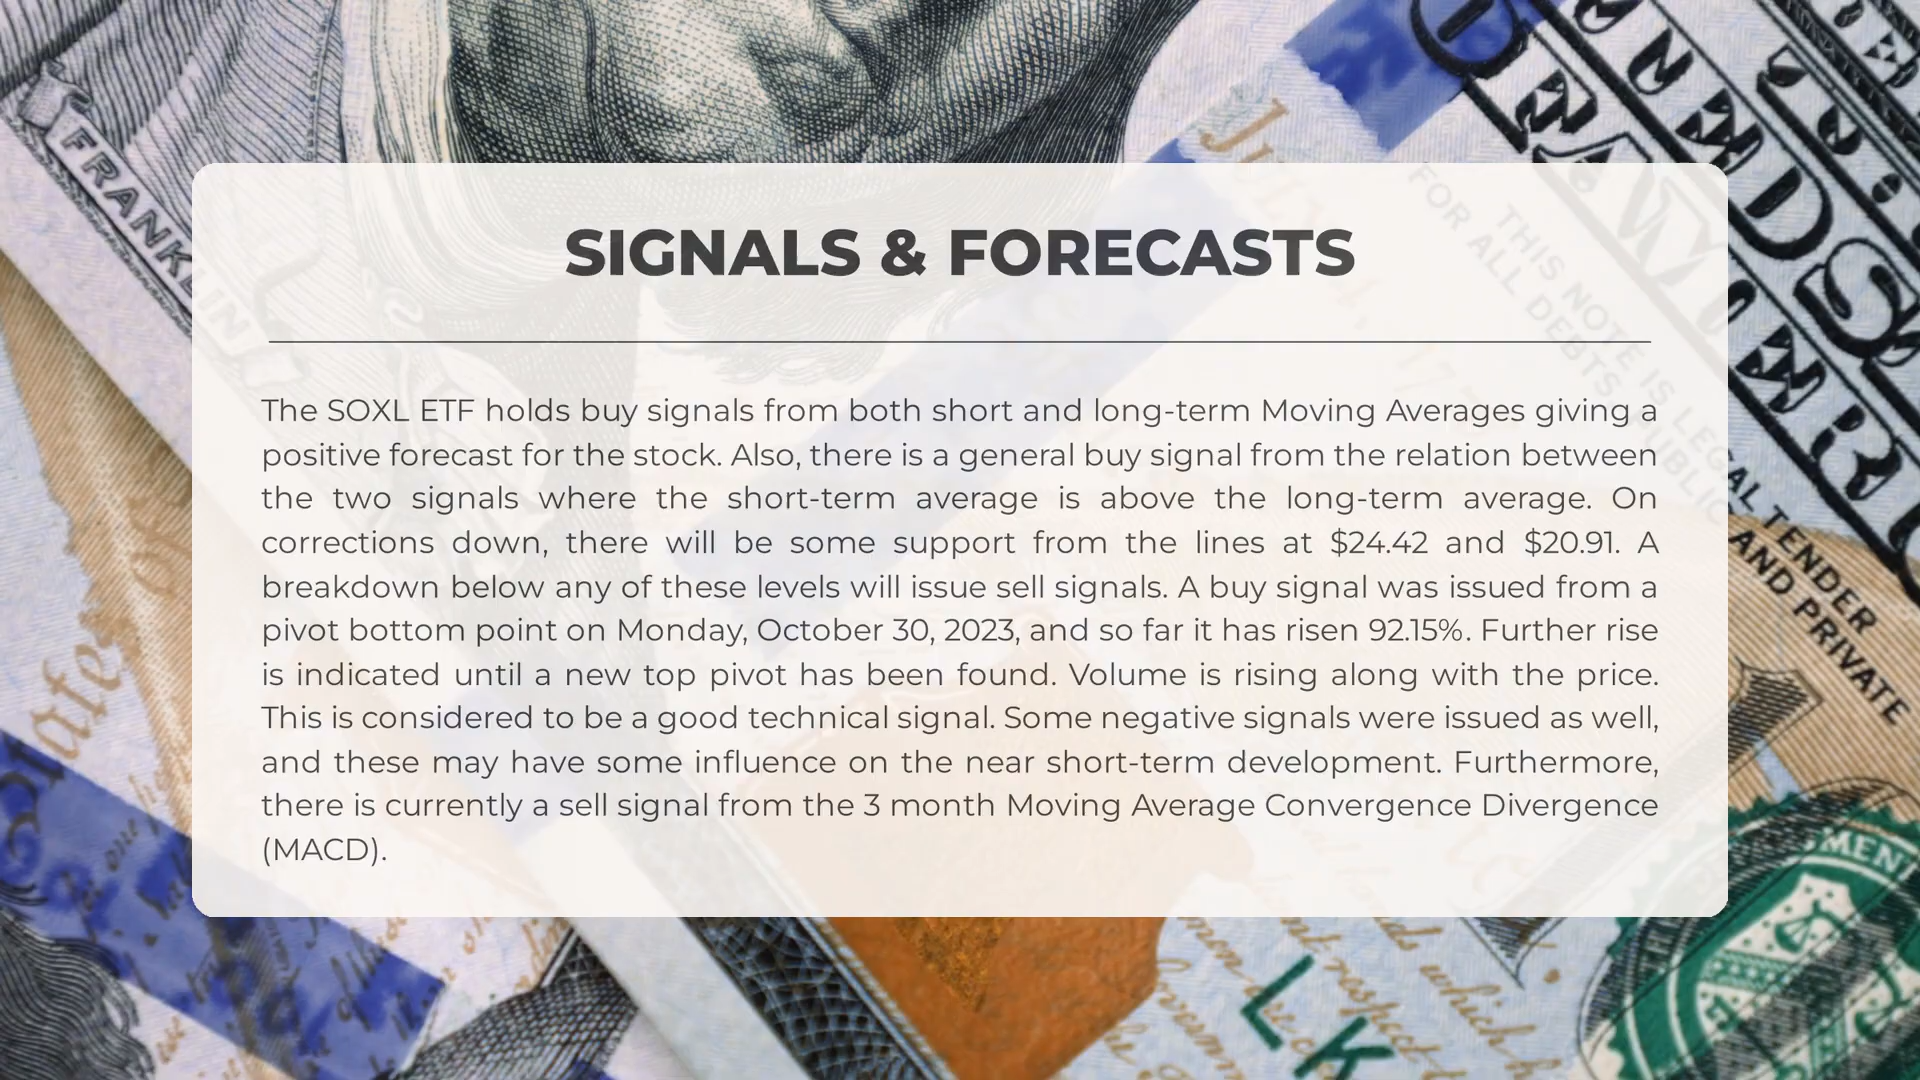 FRANKLIN
July 4, 177
FOR ALL DEBTS, PUBLIC
THIS NOTE IS LEGAL TENDER
AND PRIVATE
SIGNALS & FORECASTS
The SOXL ETF holds buy signals from both short and long-term Moving Averages giving a
positive forecast for the stock. Also, there is a general buy signal from the relation between
the two signals where the short-term average is above the long-term average. On
corrections down, there will be some support from the lines at $24.42 and $20.91. A
breakdown below any of these levels will issue sell signals. A buy signal was issued from a
pivot bottom point on Monday, October 30, 2023, and so far it has risen 92.15%. Further rise
is indicated until a new top pivot has been found. Volume is rising along with the price.
This is considered to be a good technical signal. Some negative signals were issued as well,
and these may have some influence on the near short-term development. Furthermore,
there is currently a sell signal from the 3 month Moving Average Convergence Divergence
(MACD).
LK